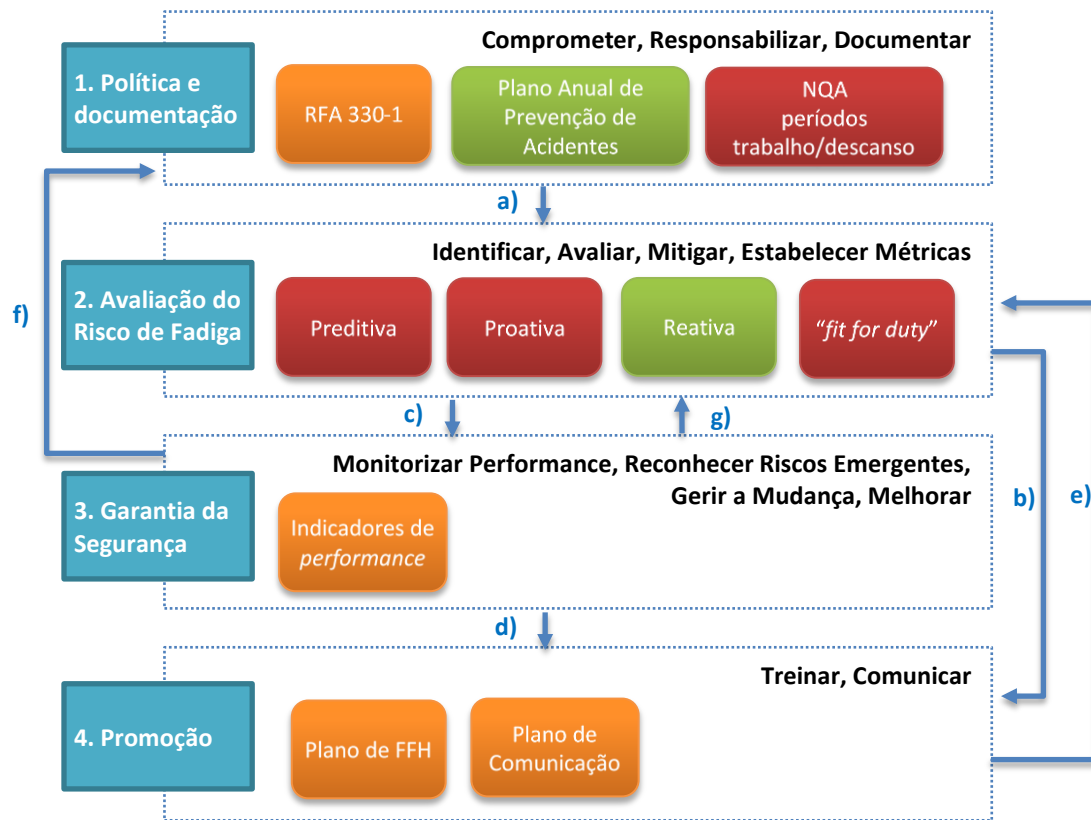 Comprometer, Responsabilizar, Documentar
1. Política e
documentação
RFA 330-1
Plano Anual de
Prevenção de
Acidentes
NQA
períodos
trabalho/descanso
a)
Identificar, Avaliar, Mitigar, Estabelecer Métricas
2. Avaliação do
Risco de Fadiga
Preditiva
Proativa
Reativa
“fit for duty”
f)
c)
g)
b)
e)
Monitorizar Performance, Reconhecer Riscos Emergentes,
Gerir a Mudança, Melhorar
3. Garantia da
Segurança
Indicadores de
performance
d)
Treinar, Comunicar
4. Promoção
Plano de FFH
Plano de
Comunicação